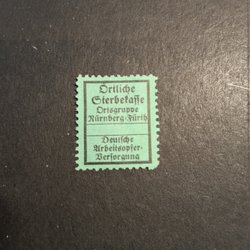 Örtliche
Sterbekasse
Ortsgruppe
Nürnberg-Fürth
Deutsche
Arbeitsopfer-
Versorgung